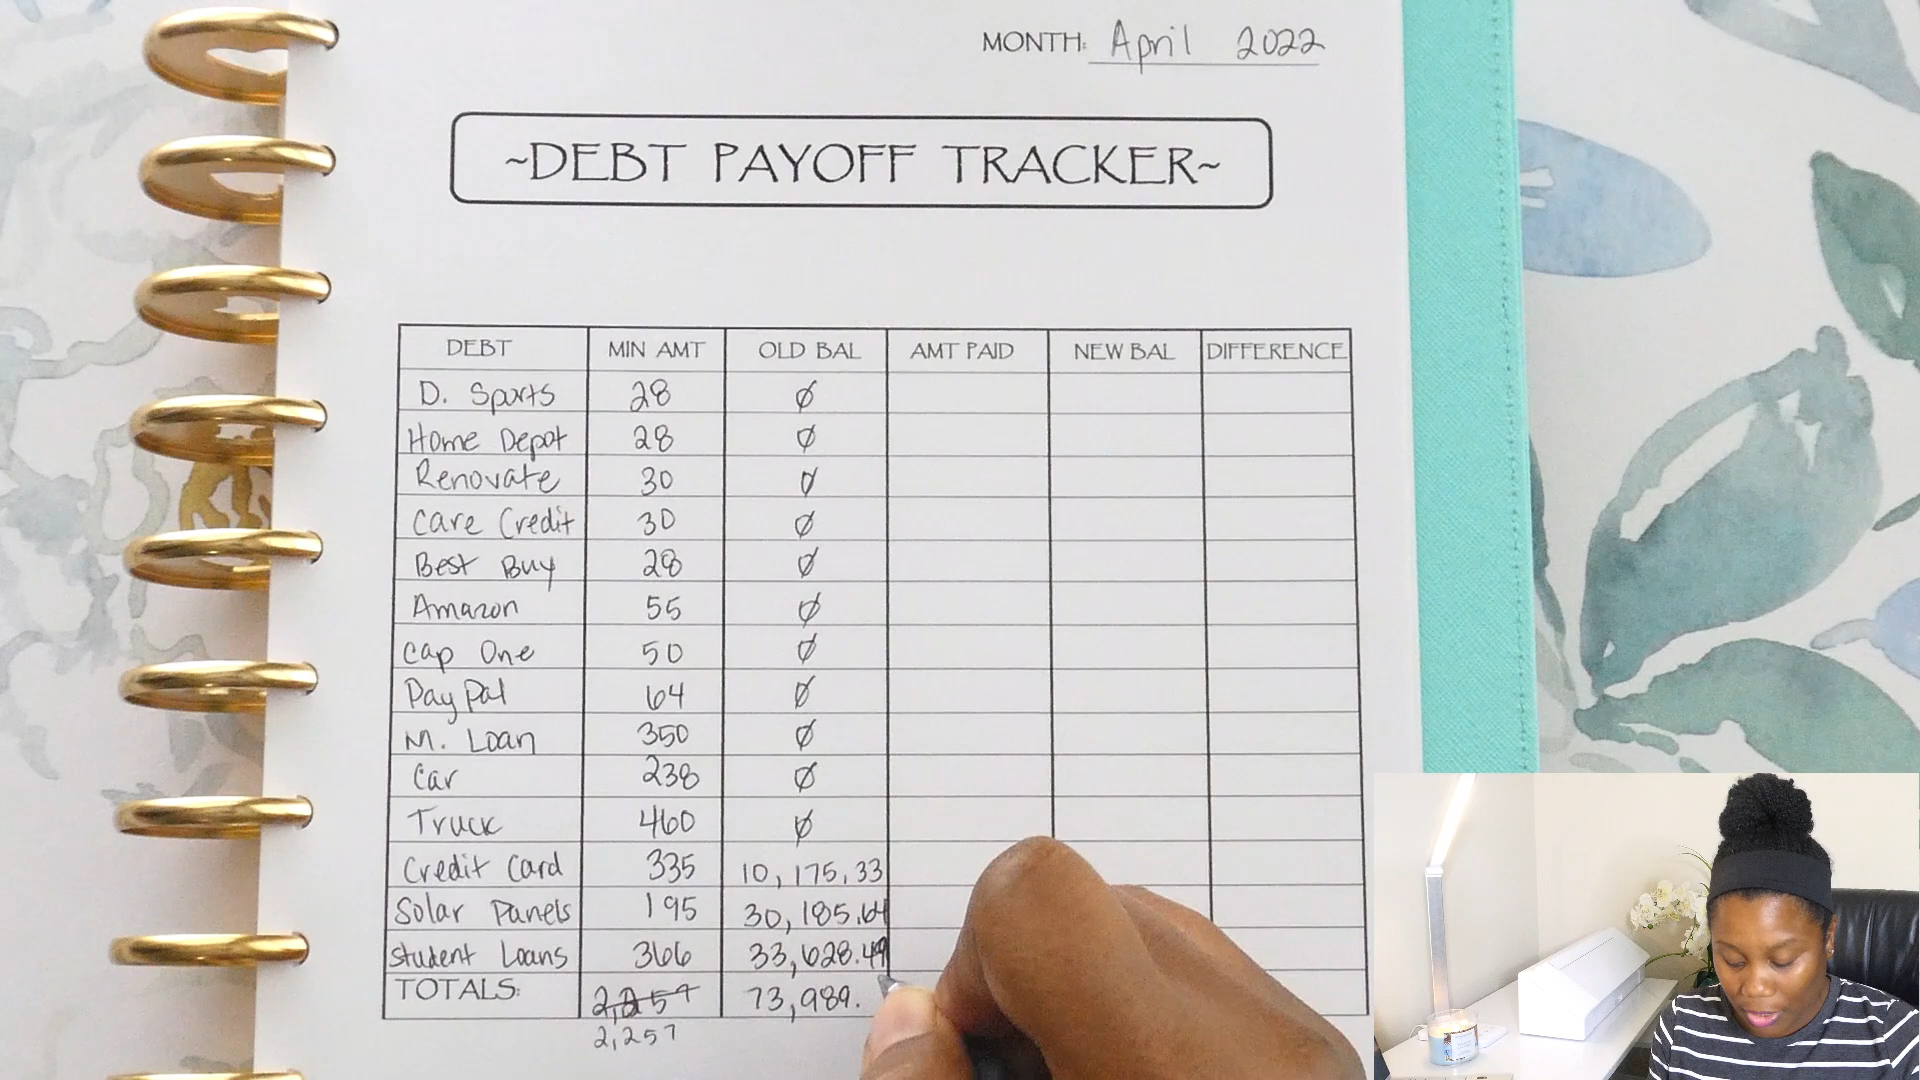 MONTH: April 2022
~DEBT PAYOFF TRACKER~
DEBT MIN AMT OLD BAL AMT PAID NEW BAL DIFFERENCE
D. Sports 28 Ø
Home Depot 28 Ø
Renovate 30 Ø
Care Credit 30 Ø
Best Buy 28 Ø
Amazon 55 Ø
Cap One 50 Ø
PayPal 64 Ø
M. Loan 350 Ø
Car 238 Ø
Truck 460 Ø
Credit Card 335 10,175.33
Solar Panels 195 30,185.64
Student Loans 366 33,628.49
TOTALS: 73,989.
2,257